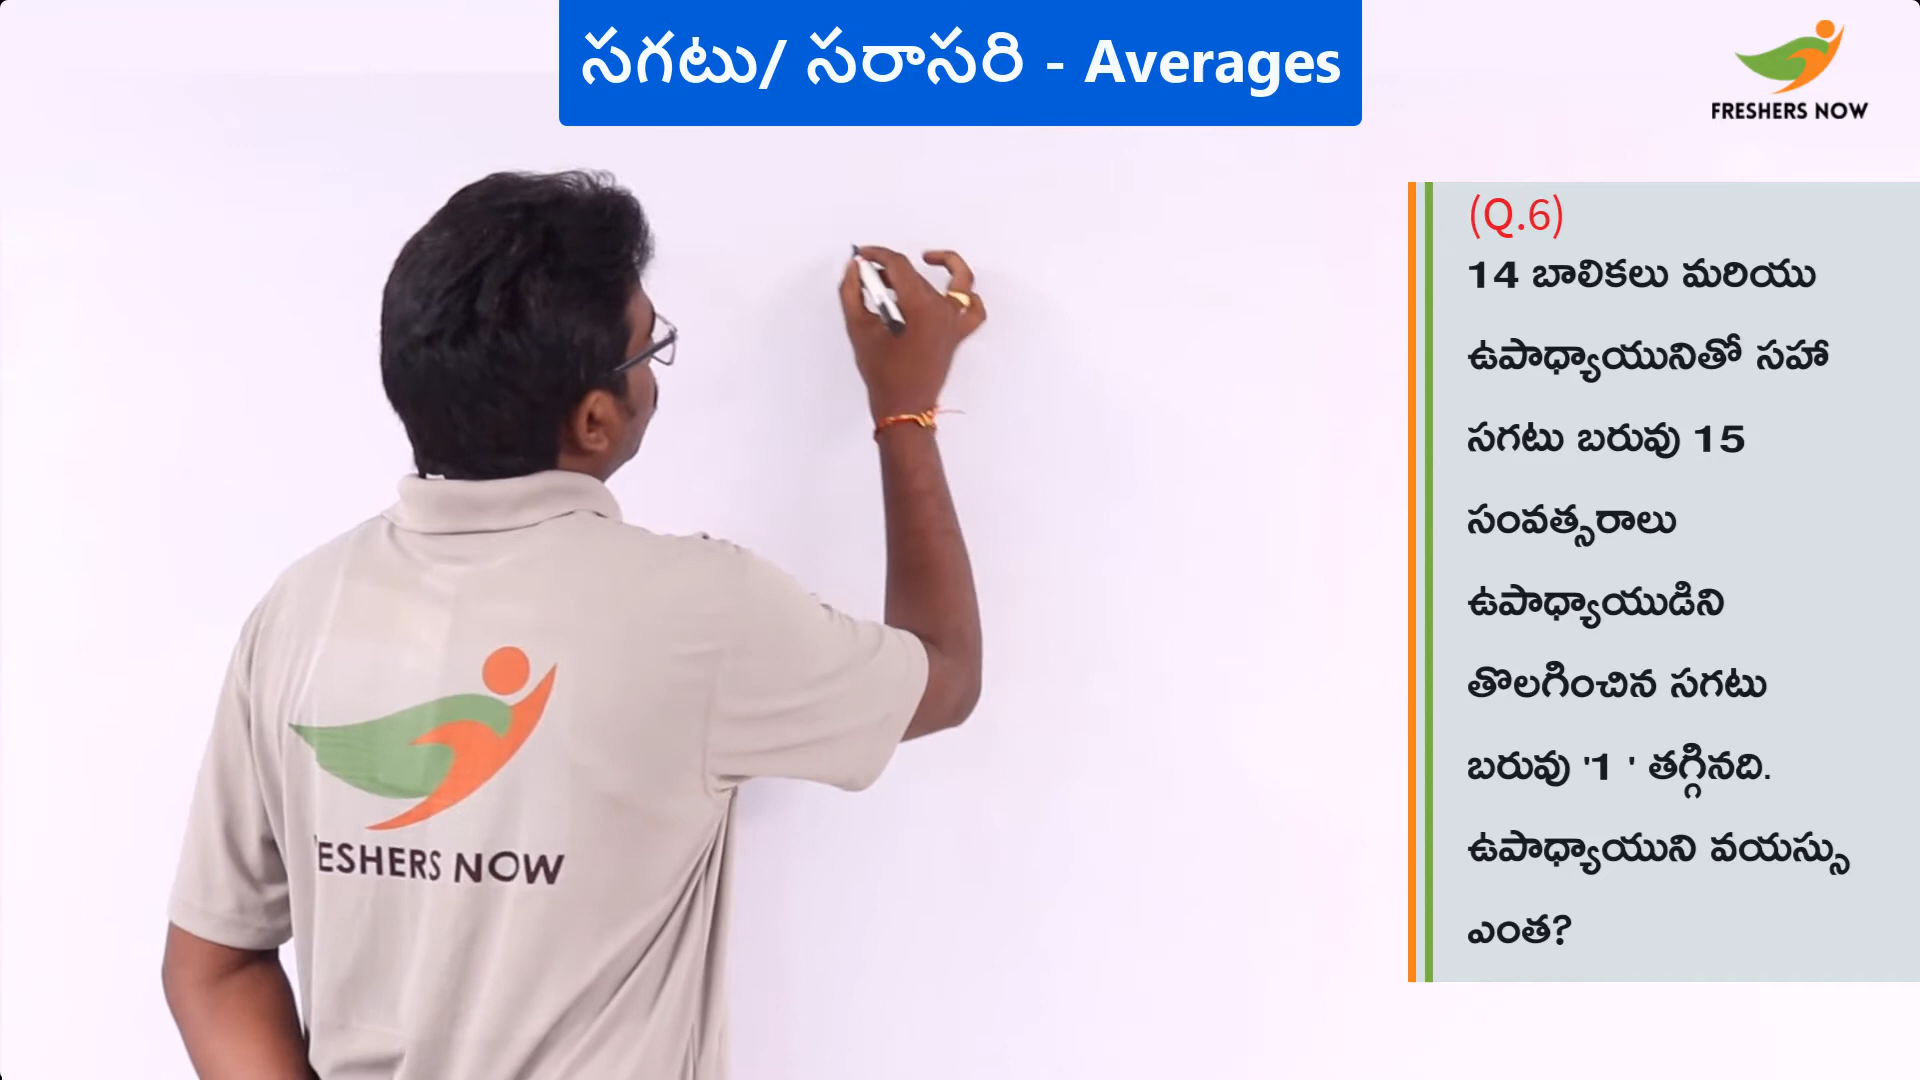 సగటు/ సరాసరి - Averages
FRESHERS NOW
(Q.6)
14 బాలికలు మరియు
ఉపాధ్యాయునితో సహా
సగటు బరువు 15
సంవత్సరాలు
ఉపాధ్యాయుడిని
తొలగించిన సగటు
బరువు '1 ' తగ్గినది.
ఉపాధ్యాయుని వయస్సు
ఎంత?
ESHERS NOW